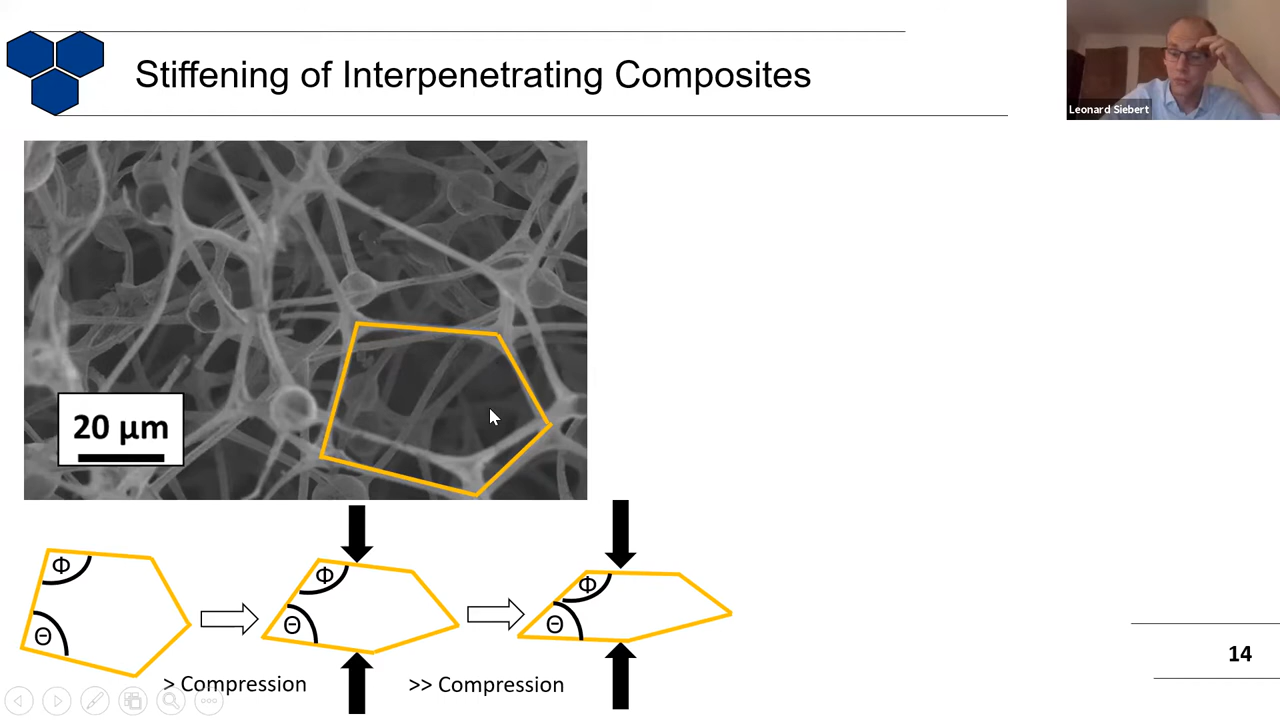 Stiffening of Interpenetrating Composites
Leonard Siebert
20 µm
Φ
Θ
Φ
Θ
Φ
Θ
> Compression
>> Compression
14